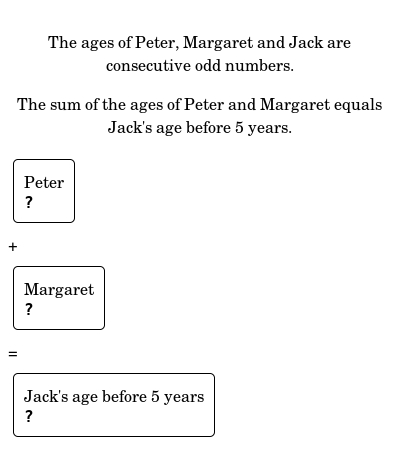 The ages of Peter, Margaret and Jack are
consecutive odd numbers.
The sum of the ages of Peter and Margaret equals
Jack's age before 5 years.
Peter
?
+
Margaret
?
=
Jack's age before 5 years
?